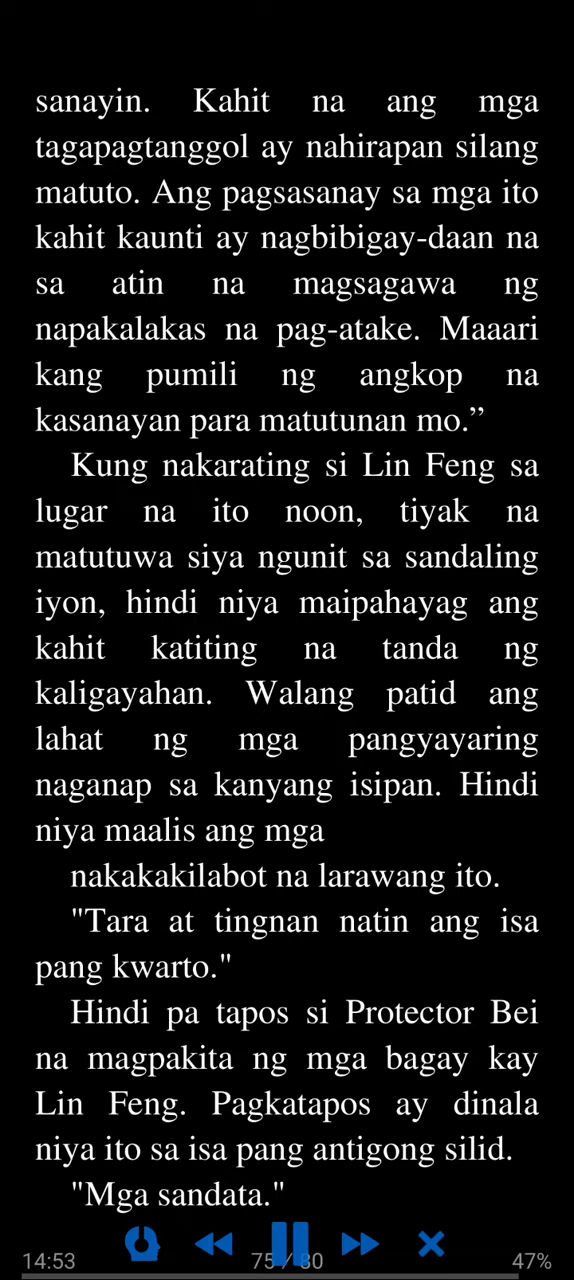 sanayin. Kahit na ang mga
tagapagtanggol ay nahirapan silang
matuto. Ang pagsasanay sa mga ito
kahit kaunti ay nagbibigay-daan na
sa atin na magsagawa ng
napakalakas na pag-atake. Maaari
kang pumili ng angkop na
kasanayan para matutunan mo.”
Kung nakarating si Lin Feng sa
lugar na ito noon, tiyak na
matutuwa siya ngunit sa sandaling
iyon, hindi niya maipahayag ang
kahit katiting na tanda ng
kaligayahan. Walang patid ang
lahat ng mga pangyayaring
naganap sa kanyang isipan. Hindi
niya maalis ang mga
nakakakilabot na larawang ito.
"Tara at tingnan natin ang isa
pang kwarto."
Hindi pa tapos si Protector Bei
na magpakita ng mga bagay kay
Lin Feng. Pagkatapos ay dinala
niya ito sa isa pang antigong silid.
"Mga sandata."
14:53 75 / 80 47%